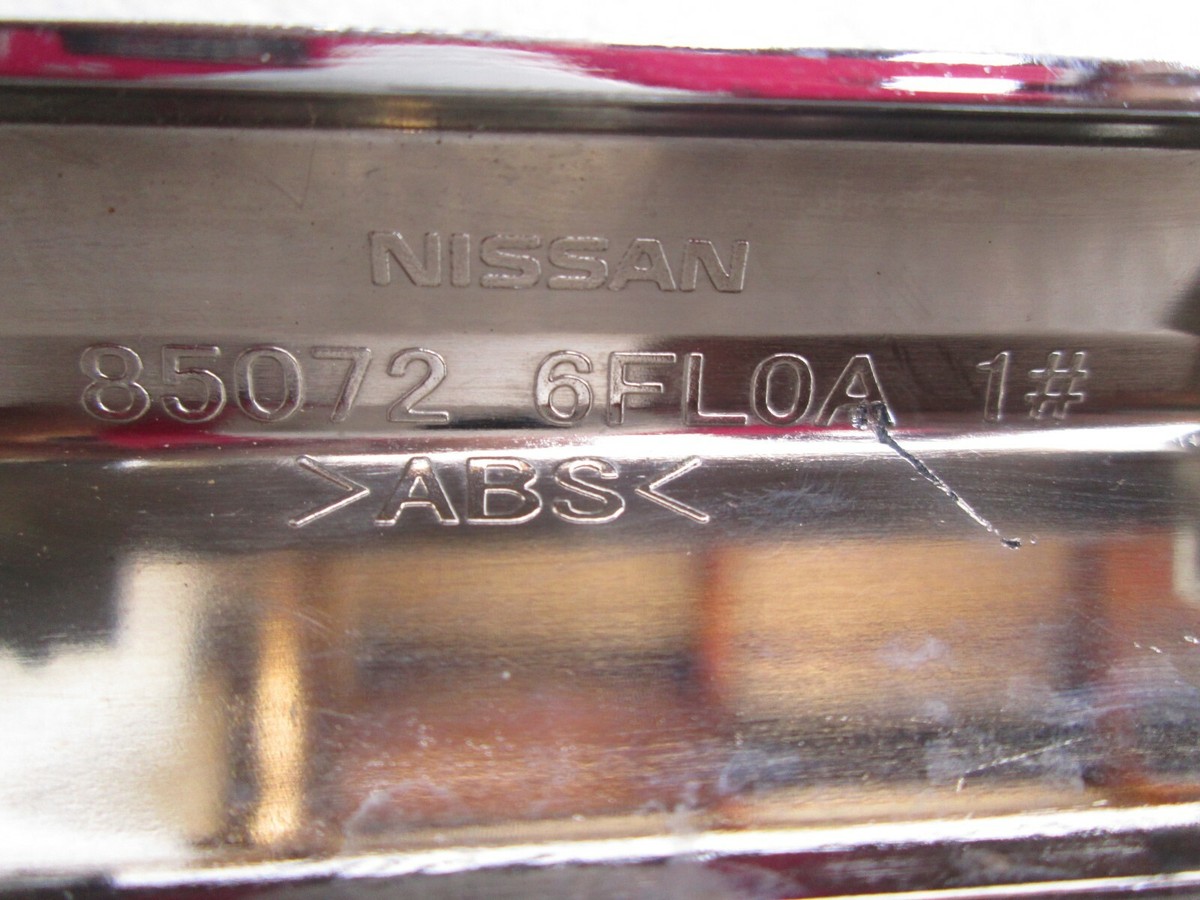 NISSAN
85072 6FL0A 1#
>ABS<